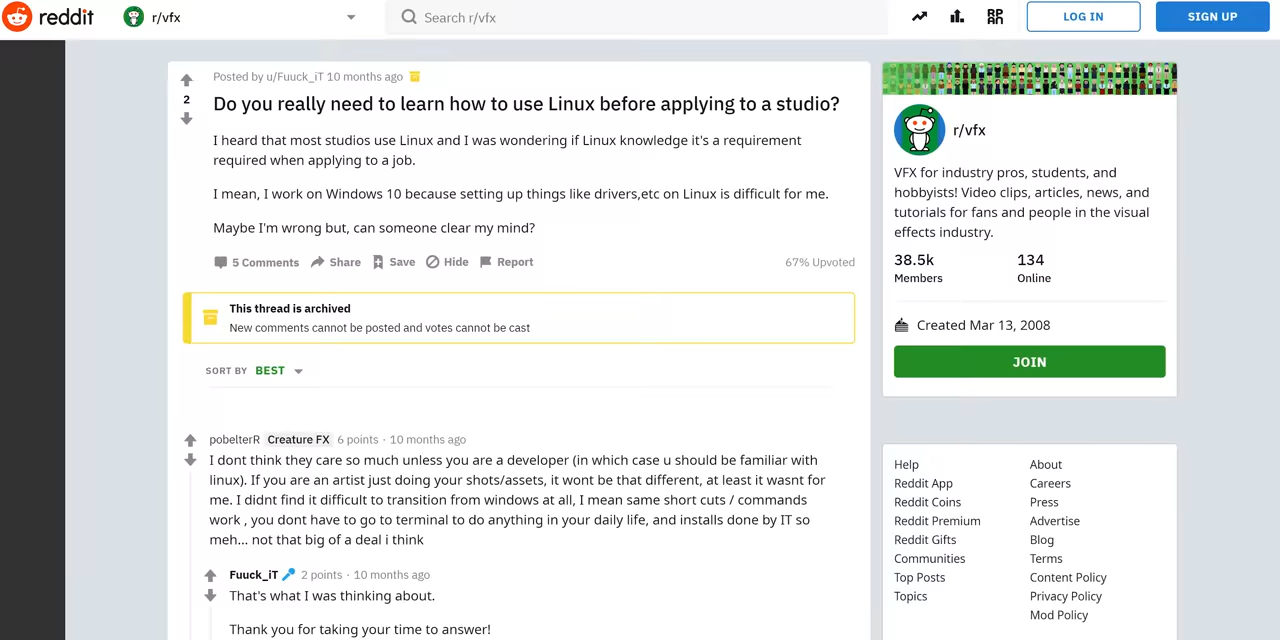 reddit
r/vfx
Search r/vfx
LOG IN
SIGN UP
Posted by u/Fuuck_iT 10 months ago
2
Do you really need to learn how to use Linux before applying to a studio?
I heard that most studios use Linux and I was wondering if Linux knowledge it's a requirement
required when applying to a job.
I mean, I work on Windows 10 because setting up things like drivers,etc on Linux is difficult for me.
Maybe I'm wrong but, can someone clear my mind?
5 Comments
Share
Save
Hide
Report
67% Upvoted
This thread is archived
New comments cannot be posted and votes cannot be cast
SORT BY BEST
pobelterR Creature FX 6 points · 10 months ago
I dont think they care so much unless you are a developer (in which case u should be familiar with
linux). If you are an artist just doing your shots/assets, it wont be that different, at least it wasnt for
me. I didnt find it difficult to transition from windows at all, I mean same short cuts / commands
work , you dont have to go to terminal to do anything in your daily life, and installs done by IT so
meh... not that big of a deal i think
Fuuck_iT 2 points · 10 months ago
That's what I was thinking about.
Thank you for taking your time to answer!
r/vfx
VFX for industry pros, students, and
hobbyists! Video clips, articles, news, and
tutorials for fans and people in the visual
effects industry.
38.5k
Members
134
Online
Created Mar 13, 2008
JOIN
Help
Reddit App
Reddit Coins
Reddit Premium
Reddit Gifts
Communities
Top Posts
Topics
About
Careers
Press
Advertise
Blog
Terms
Content Policy
Privacy Policy
Mod Policy